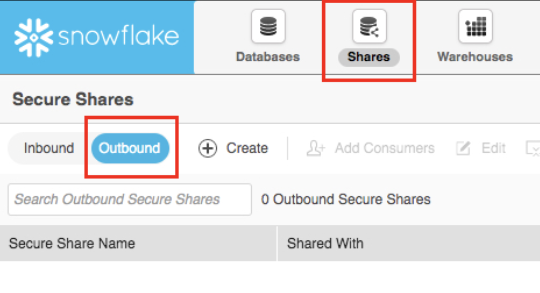 snowflake
Databases
Shares
Warehouses
Secure Shares
Inbound
Outbound
Create
Add Consumers
Edit
Search Outbound Secure Shares
0 Outbound Secure Shares
Secure Share Name
Shared With